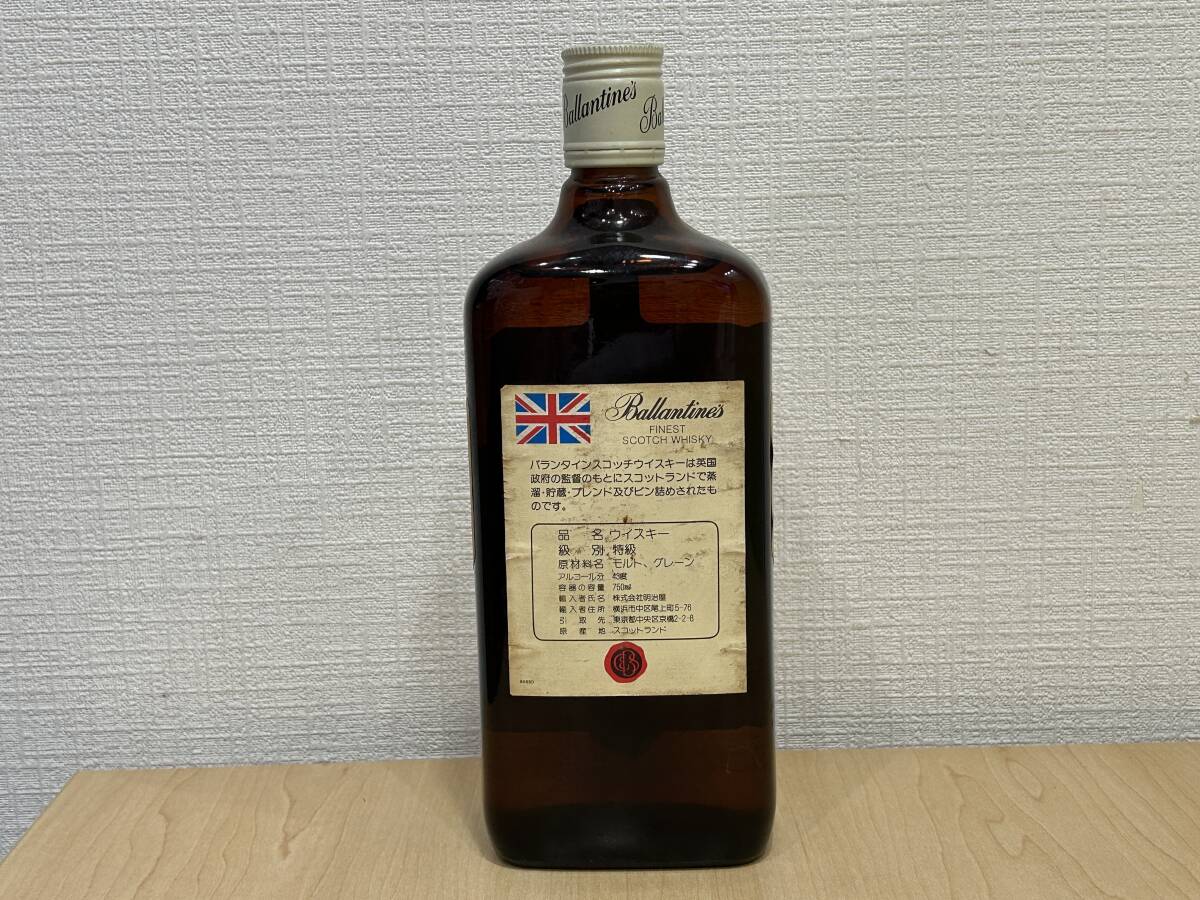 Ballantine's
Ba
Ballantine's
FINEST
SCOTCH WHISKY
バランタインスコッチウイスキーは英国
政府の監督のもとにスコットランドで蒸
溜・貯蔵・ブレンド及びビン詰めされたも
のです。
品名 ウイスキー
級別 特級
原材料名 モルト、グレーン
アルコール分 43度
容器の容量 750ml
輸入者氏名 株式会社明治屋
輸入者住所 横浜市中区尾上町5-76
引取先 東京都中央区京橋2-2-8
原産地 スコットランド